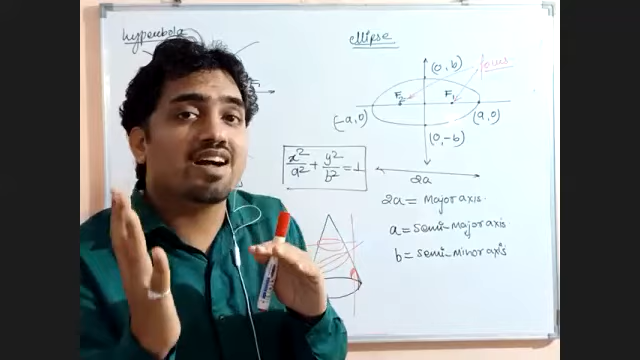 hyperbola
ellipse
(0, b)
focus
F₂
F₁
(-a, 0)
(a, 0)
(0, -b)
x²/a² + y²/b² = 1
2a
2a = Major axis.
a = Semi-Major axis
b = Semi-Minor axis